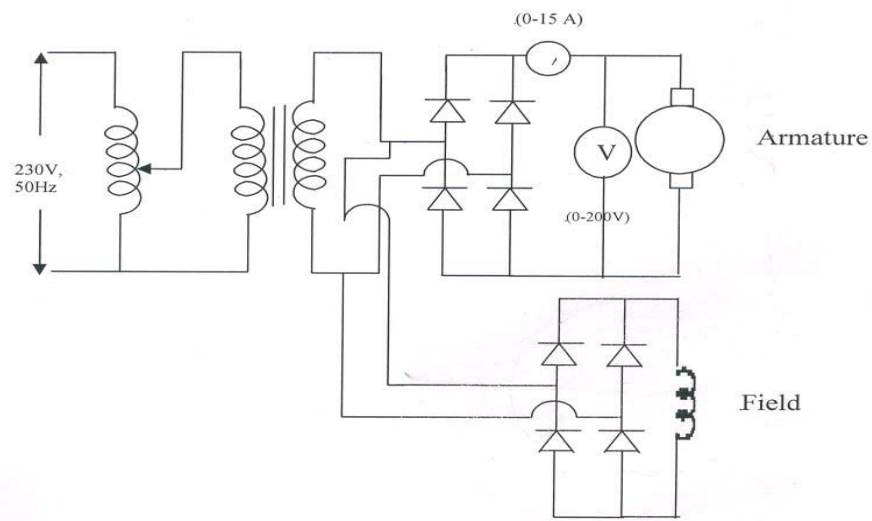 .(0-15 A)
230V,
50Hz
V
(0-200V)
Armature
Field